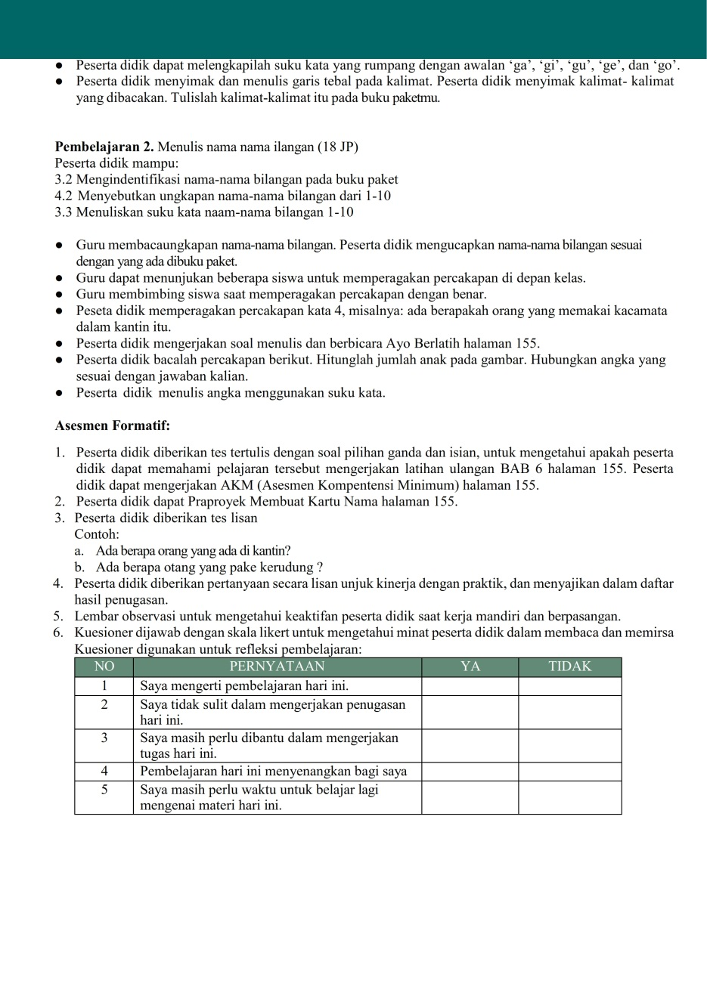 ● Peserta didik dapat melengkapilah suku kata yang rumpang dengan awalan ‘ga’, ‘gi’, ‘gu’, ‘ge’, dan ‘go’.
● Peserta didik menyimak dan menulis garis tebal pada kalimat. Peserta didik menyimak kalimat- kalimat
yang dibacakan. Tulislah kalimat-kalimat itu pada buku paketmu.
Pembelajaran 2. Menulis nama nama ilangan (18 JP)
Peserta didik mampu:
3.2 Mengindentifikasi nama-nama bilangan pada buku paket
4.2 Menyebutkan ungkapan nama-nama bilangan dari 1-10
3.3 Menuliskan suku kata naam-nama bilangan 1-10
● Guru membacaungkapan nama-nama bilangan. Peserta didik mengucapkan nama-nama bilangan sesuai
dengan yang ada dibuku paket.
● Guru dapat menunjukan beberapa siswa untuk memperagakan percakapan di depan kelas.
● Guru membimbing siswa saat memperagakan percakapan dengan benar.
● Peseta didik memperagakan percakapan kata 4, misalnya: ada berapakah orang yang memakai kacamata
dalam kantin itu.
● Peserta didik mengerjakan soal menulis dan berbicara Ayo Berlatih halaman 155.
● Peserta didik bacalah percakapan berikut. Hitunglah jumlah anak pada gambar. Hubungkan angka yang
sesuai dengan jawaban kalian.
● Peserta didik menulis angka menggunakan suku kata.
Asesmen Formatif:
1. Peserta didik diberikan tes tertulis dengan soal pilihan ganda dan isian, untuk mengetahui apakah peserta
didik dapat memahami pelajaran tersebut mengerjakan latihan ulangan BAB 6 halaman 155. Peserta
didik dapat mengerjakan AKM (Asesmen Kompentensi Minimum) halaman 155.
2. Peserta didik dapat Praproyek Membuat Kartu Nama halaman 155.
3. Peserta didik diberikan tes lisan
Contoh:
a. Ada berapa orang yang ada di kantin?
b. Ada berapa otang yang pake kerudung ?
4. Peserta didik diberikan pertanyaan secara lisan unjuk kinerja dengan praktik, dan menyajikan dalam daftar
hasil penugasan.
5. Lembar observasi untuk mengetahui keaktifan peserta didik saat kerja mandiri dan berpasangan.
6. Kuesioner dijawab dengan skala likert untuk mengetahui minat peserta didik dalam membaca dan memirsa
Kuesioner digunakan untuk refleksi pembelajaran:
NO PERNYATAAN YA TIDAK
1 Saya mengerti pembelajaran hari ini.
2 Saya tidak sulit dalam mengerjakan penugasan
hari ini.
3 Saya masih perlu dibantu dalam mengerjakan
tugas hari ini.
4 Pembelajaran hari ini menyenangkan bagi saya
5 Saya masih perlu waktu untuk belajar lagi
mengenai materi hari ini.